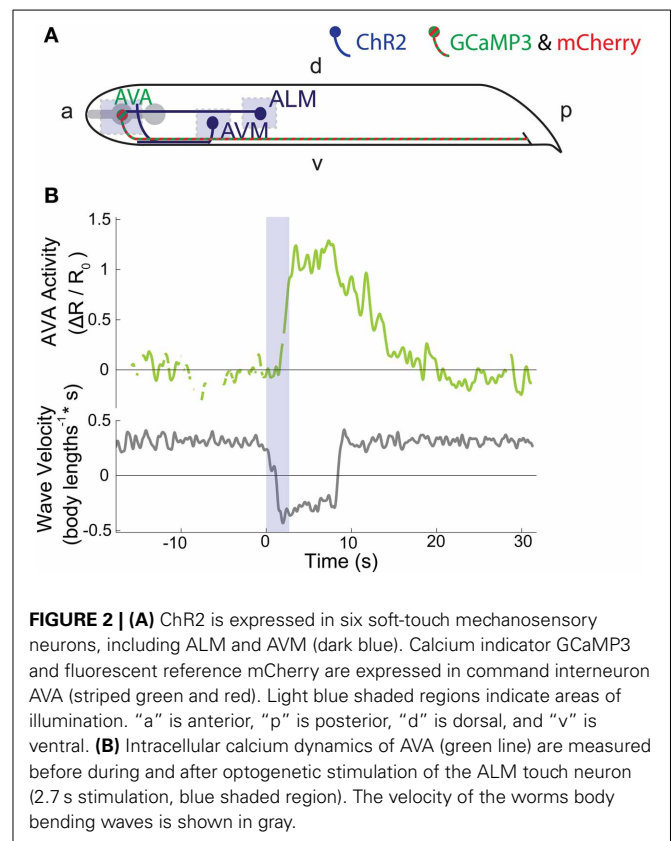 A
ChR2
GCaMP3 & mCherry
d
AVA
ALM
a
AVM
p
v
B
AVA Activity
(ΔR / R0)
1.5
1
0.5
0
Wave Velocity
(body lengths-1* s)
0.5
0
-0.5
-10 0 10 20 30
Time (s)
FIGURE 2 | (A) ChR2 is expressed in six soft-touch mechanosensory
neurons, including ALM and AVM (dark blue). Calcium indicator GCaMP3
and fluorescent reference mCherry are expressed in command interneuron
AVA (striped green and red). Light blue shaded regions indicate areas of
illumination. “a” is anterior, “p” is posterior, “d” is dorsal, and “v” is
ventral. (B) Intracellular calcium dynamics of AVA (green line) are measured
before during and after optogenetic stimulation of the ALM touch neuron
(2.7 s stimulation, blue shaded region). The velocity of the worms body
bending waves is shown in gray.